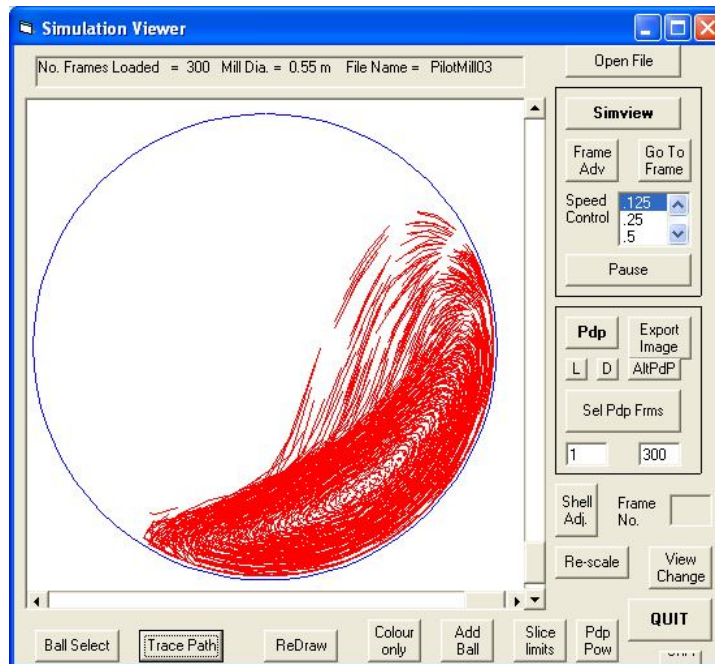 Simulation Viewer
No. Frames Loaded = 300 Mill Dia. = 0.55 m File Name = PilotMill03
Open File
Simview
Frame
Adv
Go To
Frame
Speed
Control
.125
.25
.5
Pause
Pdp
Export
Image
L
D
AltPdP
Sel Pdp Frms
1
300
Shell
Adj.
Frame
No.
Re-scale
View
Change
QUIT
Ball Select
Trace Path
ReDraw
Colour
only
Add
Ball
Slice
limits
Pdp
Pow